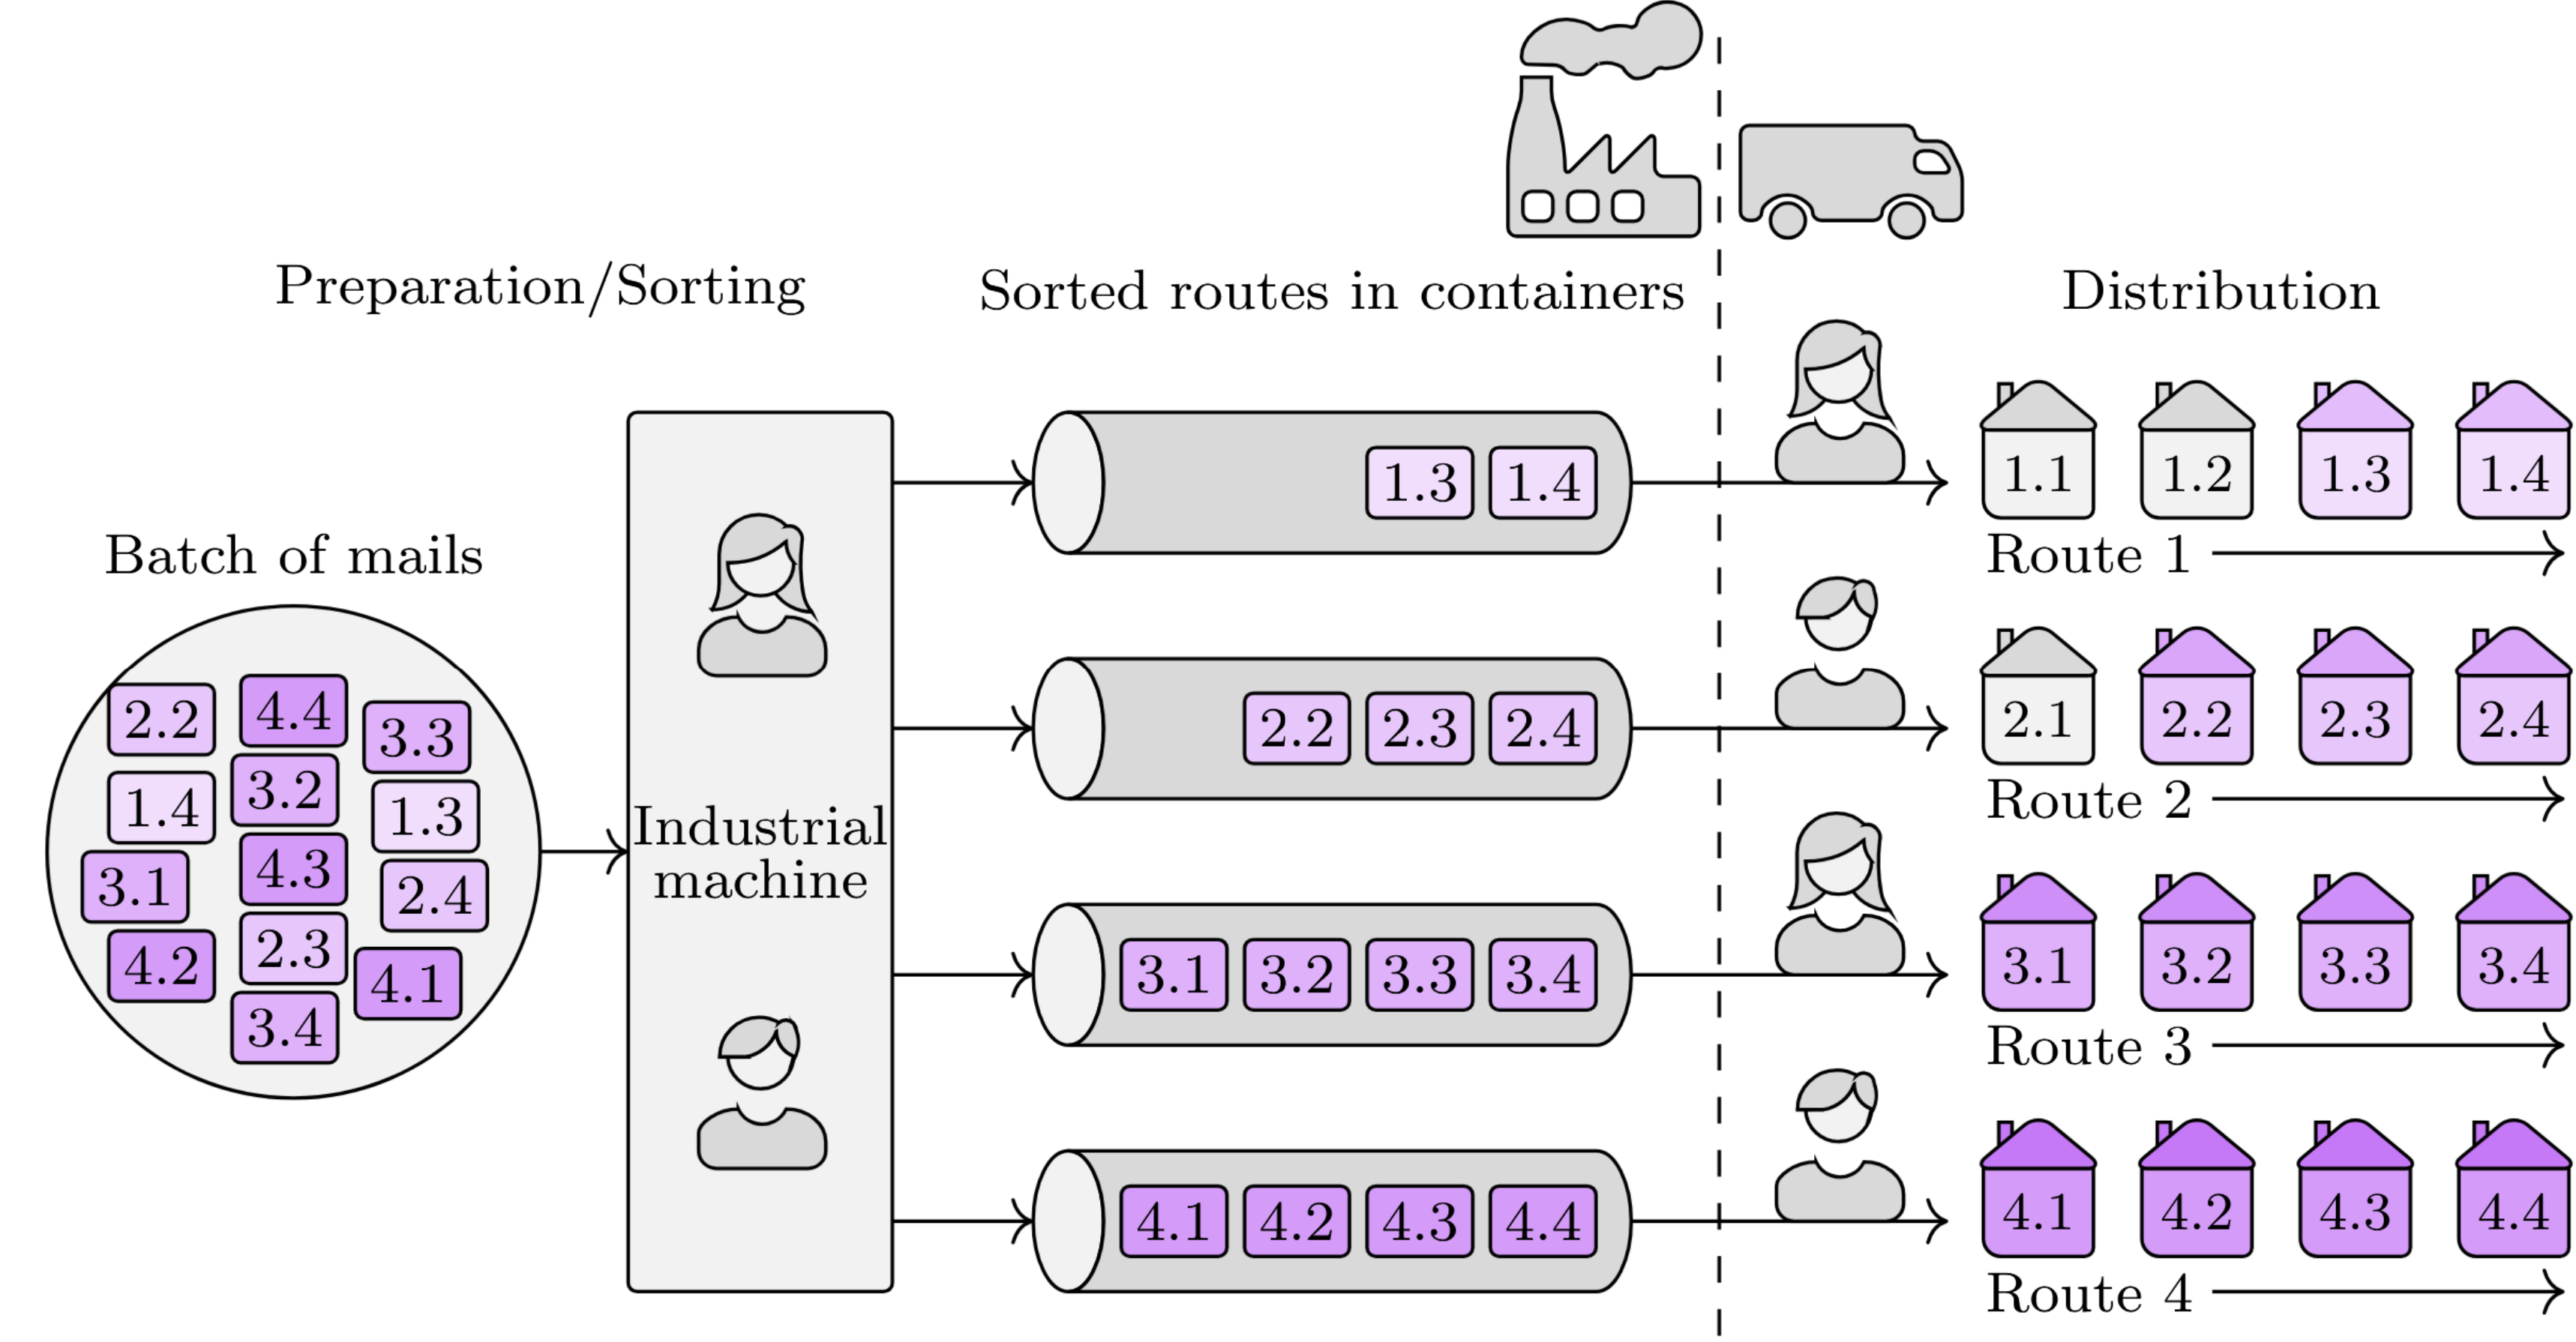 Preparation/Sorting
Sorted routes in containers
Distribution
Batch of mails
2.2
4.4
3.3
1.4
3.2
1.3
3.1
4.3
2.4
4.2
2.3
4.1
3.4
Industrial
machine
1.3 1.4
2.2 2.3 2.4
3.1 3.2 3.3 3.4
4.1 4.2 4.3 4.4
1.1 1.2 1.3 1.4
Route 1
2.1 2.2 2.3 2.4
Route 2
3.1 3.2 3.3 3.4
Route 3
4.1 4.2 4.3 4.4
Route 4